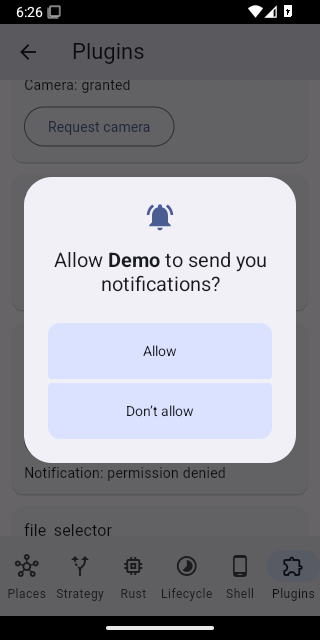 6:26
Plugins
Camera: granted
Request camera
Allow Demo to send you
notifications?
Allow
Don't allow
Notification: permission denied
file_selector
Places
Strategy
Rust
Lifecycle
Shell
Plugins